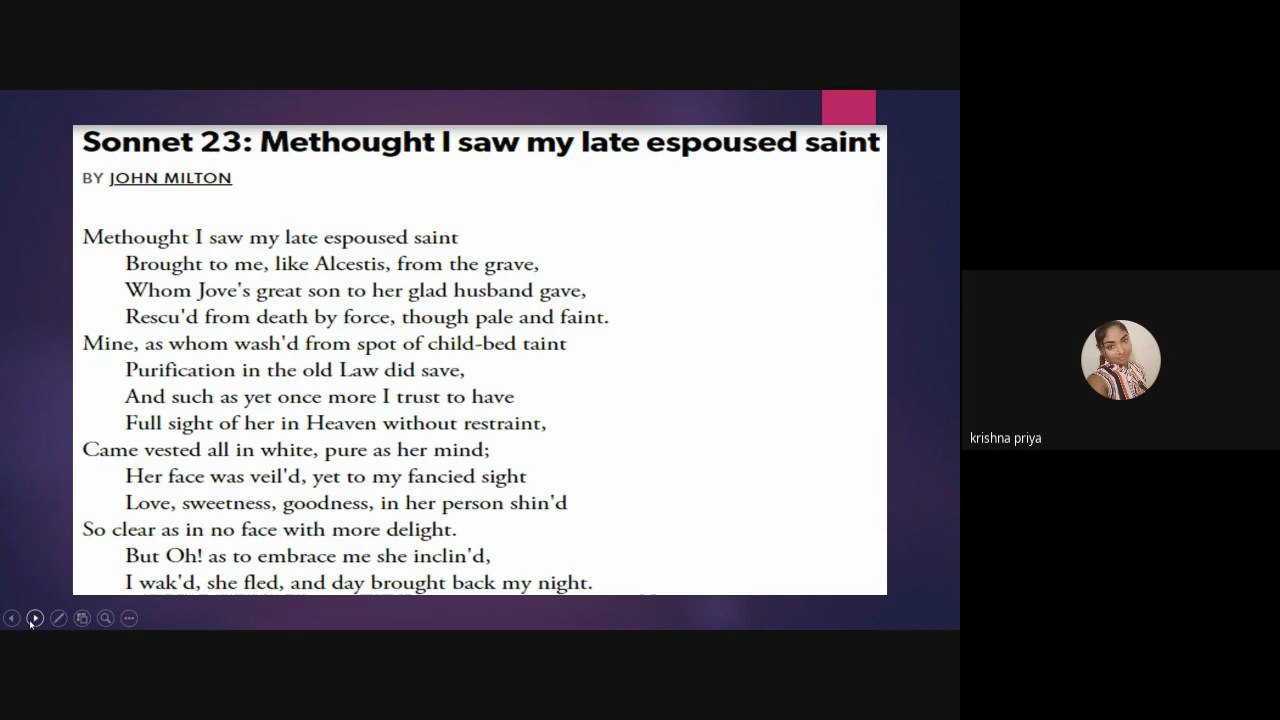 Sonnet 23: Methought I saw my late espoused saint
BY JOHN MILTON
Methought I saw my late espoused saint
Brought to me, like Alcestis, from the grave,
Whom Jove's great son to her glad husband gave,
Rescu'd from death by force, though pale and faint.
Mine, as whom wash'd from spot of child-bed taint
Purification in the old Law did save,
And such as yet once more I trust to have
Full sight of her in Heaven without restraint,
Came vested all in white, pure as her mind;
Her face was veil'd, yet to my fancied sight
Love, sweetness, goodness, in her person shin'd
So clear as in no face with more delight.
But Oh! as to embrace me she inclin'd,
I wak'd, she fled, and day brought back my night.
krishna priya